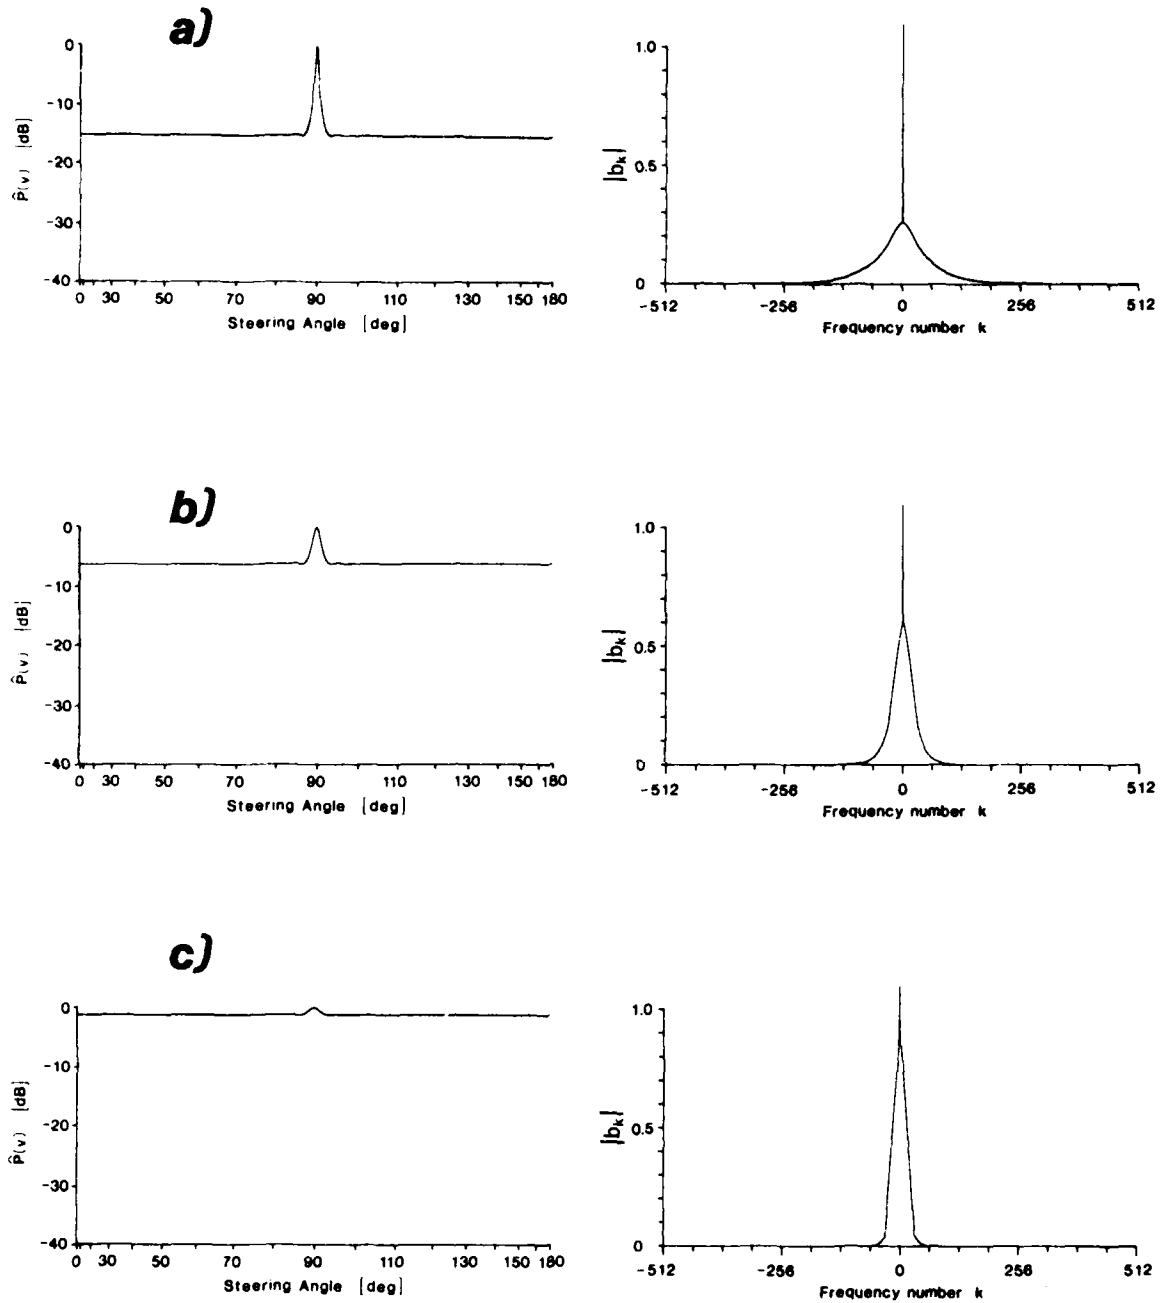 a)
0
-10
-20
-30
-40
P̂(v) [dB]
0 30 50 70 90 110 130 150 180
Steering Angle [deg]
1.0
0.5
0
|bk|
-512 -256 0 256 512
Frequency number k
b)
0
-10
-20
-30
-40
P̂(v) [dB]
0 30 50 70 90 110 130 150 180
Steering Angle [deg]
1.0
0.5
0
|bk|
-512 -256 0 256 512
Frequency number k
c)
0
-10
-20
-30
-40
P̂(v) [dB]
0 30 50 70 90 110 130 150 180
Steering Angle [deg]
1.0
0.5
0
|bk|
-512 -256 0 256 512
Frequency number k